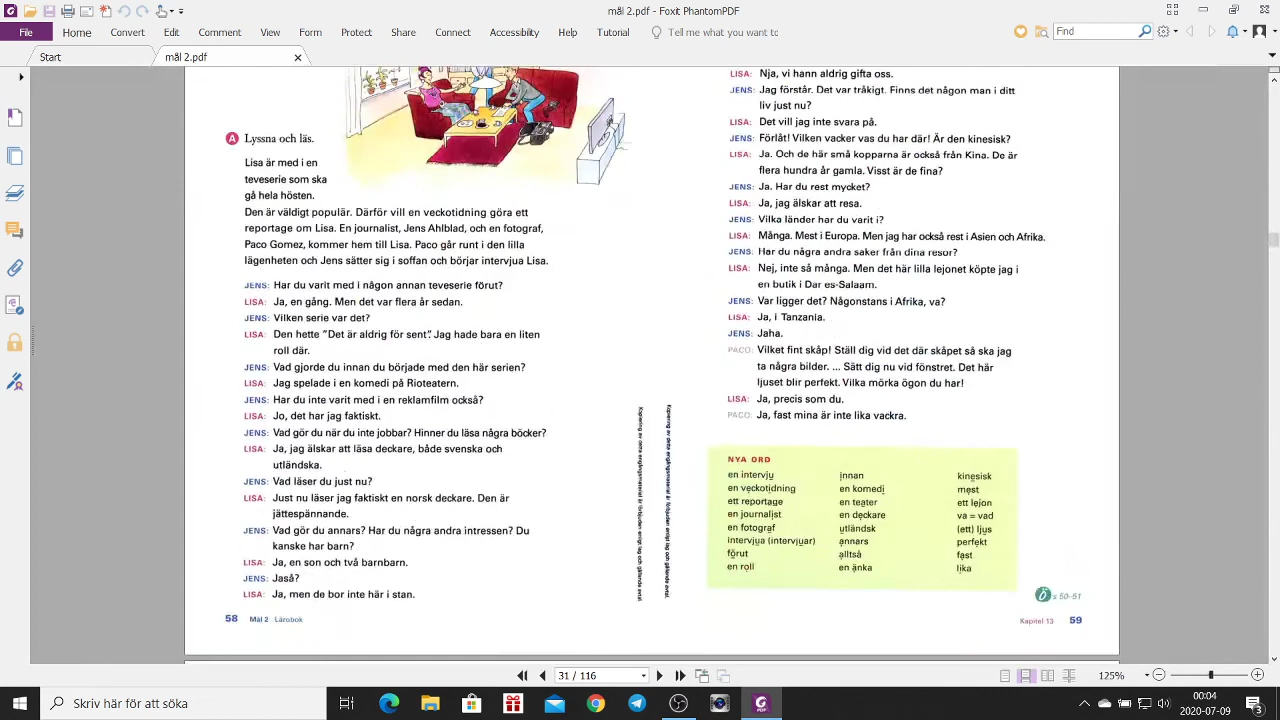 mål 2.pdf - Foxit PhantomPDF
File Home Convert Edit Comment View Form Protect Share Connect Accessibility Help Tutorial Tell me what you want to
Find
Start
mål 2.pdf
A Lyssna och läs.
Lisa är med i en
teveserie som ska
gå hela hösten.
Den är väldigt populär. Därför vill en veckotidning göra ett
reportage om Lisa. En journalist, Jens Ahlblad, och en fotograf,
Paco Gomez, kommer hem till Lisa. Paco går runt i den lilla
lägenheten och Jens sätter sig i soffan och börjar intervjua Lisa.
JENS: Har du varit med i någon annan teveserie förut?
LISA: Ja, en gång. Men det var flera år sedan.
JENS: Vilken serie var det?
LISA: Den hette ”Det är aldrig för sent”. Jag hade bara en liten
roll där.
JENS: Vad gjorde du innan du började med den här serien?
LISA: Jag spelade i en komedi på Rioteatern.
JENS: Har du inte varit med i en reklamfilm också?
LISA: Jo, det har jag faktiskt.
JENS: Vad gör du när du inte jobbar? Hinner du läsa några böcker?
LISA: Ja, jag älskar att läsa deckare, både svenska och
utländska.
JENS: Vad läser du just nu?
LISA: Just nu läser jag faktiskt en norsk deckare. Den är
jättespännande.
JENS: Vad gör du annars? Har du några andra intressen? Du
kanske har barn?
LISA: Ja, en son och två barnbarn.
JENS: Jaså?
LISA: Ja, men de bor inte här i stan.
58 Mål 2 Lärobok
Kopiering av detta engångsmaterial är förbjuden enligt lag och gällande avtal.
Kopiering av detta engångsmaterial är förbjuden enligt lag och gällande avtal.
LISA: Nja, vi hann aldrig gifta oss.
JENS: Jag förstår. Det var tråkigt. Finns det någon man i ditt
liv just nu?
LISA: Det vill jag inte svara på.
JENS: Förlåt! Vilken vacker vas du har där! Är den kinesisk?
LISA: Ja. Och de här små kopparna är också från Kina. De är
flera hundra år gamla. Visst är de fina?
JENS: Ja. Har du rest mycket?
LISA: Ja, jag älskar att resa.
JENS: Vilka länder har du varit i?
LISA: Många. Mest i Europa. Men jag har också rest i Asien och Afrika.
JENS: Har du några andra saker från dina resor?
LISA: Nej, inte så många. Men det här lilla lejonet köpte jag i
en butik i Dar es-Salaam.
JENS: Var ligger det? Någonstans i Afrika, va?
LISA: Ja, i Tanzania.
JENS: Jaha.
PACO: Vilket fint skåp! Ställ dig vid det där skåpet så ska jag
ta några bilder. ... Sätt dig nu vid fönstret. Det här
ljuset blir perfekt. Vilka mörka ögon du har!
LISA: Ja, precis som du.
PACO: Ja, fast mina är inte lika vackra.
NYA ORD
en intervju
en veckotidning
ett reportage
en journalist
en fotograf
intervjua (intervjuar)
förut
en roll
innan
en komedi
en teater
en deckare
utländsk
annars
alltså
en änka
kinesisk
mest
ett lejon
va = vad
(ett) ljus
perfekt
fast
lika
Ö s 50–51
Kapitel 13 59
31 / 116
125%
Skriv här för att söka
PDF
00:04
2020-07-09
3